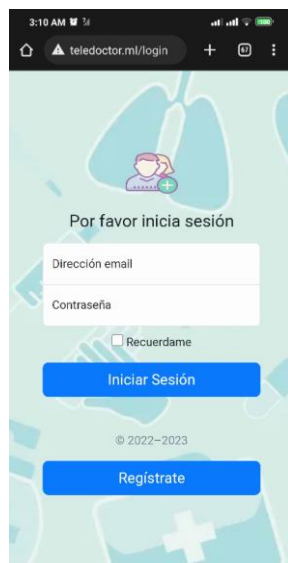 3:10 AM
teledoctor.ml/login
67
Por favor inicia sesión
Dirección email
Contraseña
Recuerdame
Iniciar Sesión
© 2022–2023
Regístrate